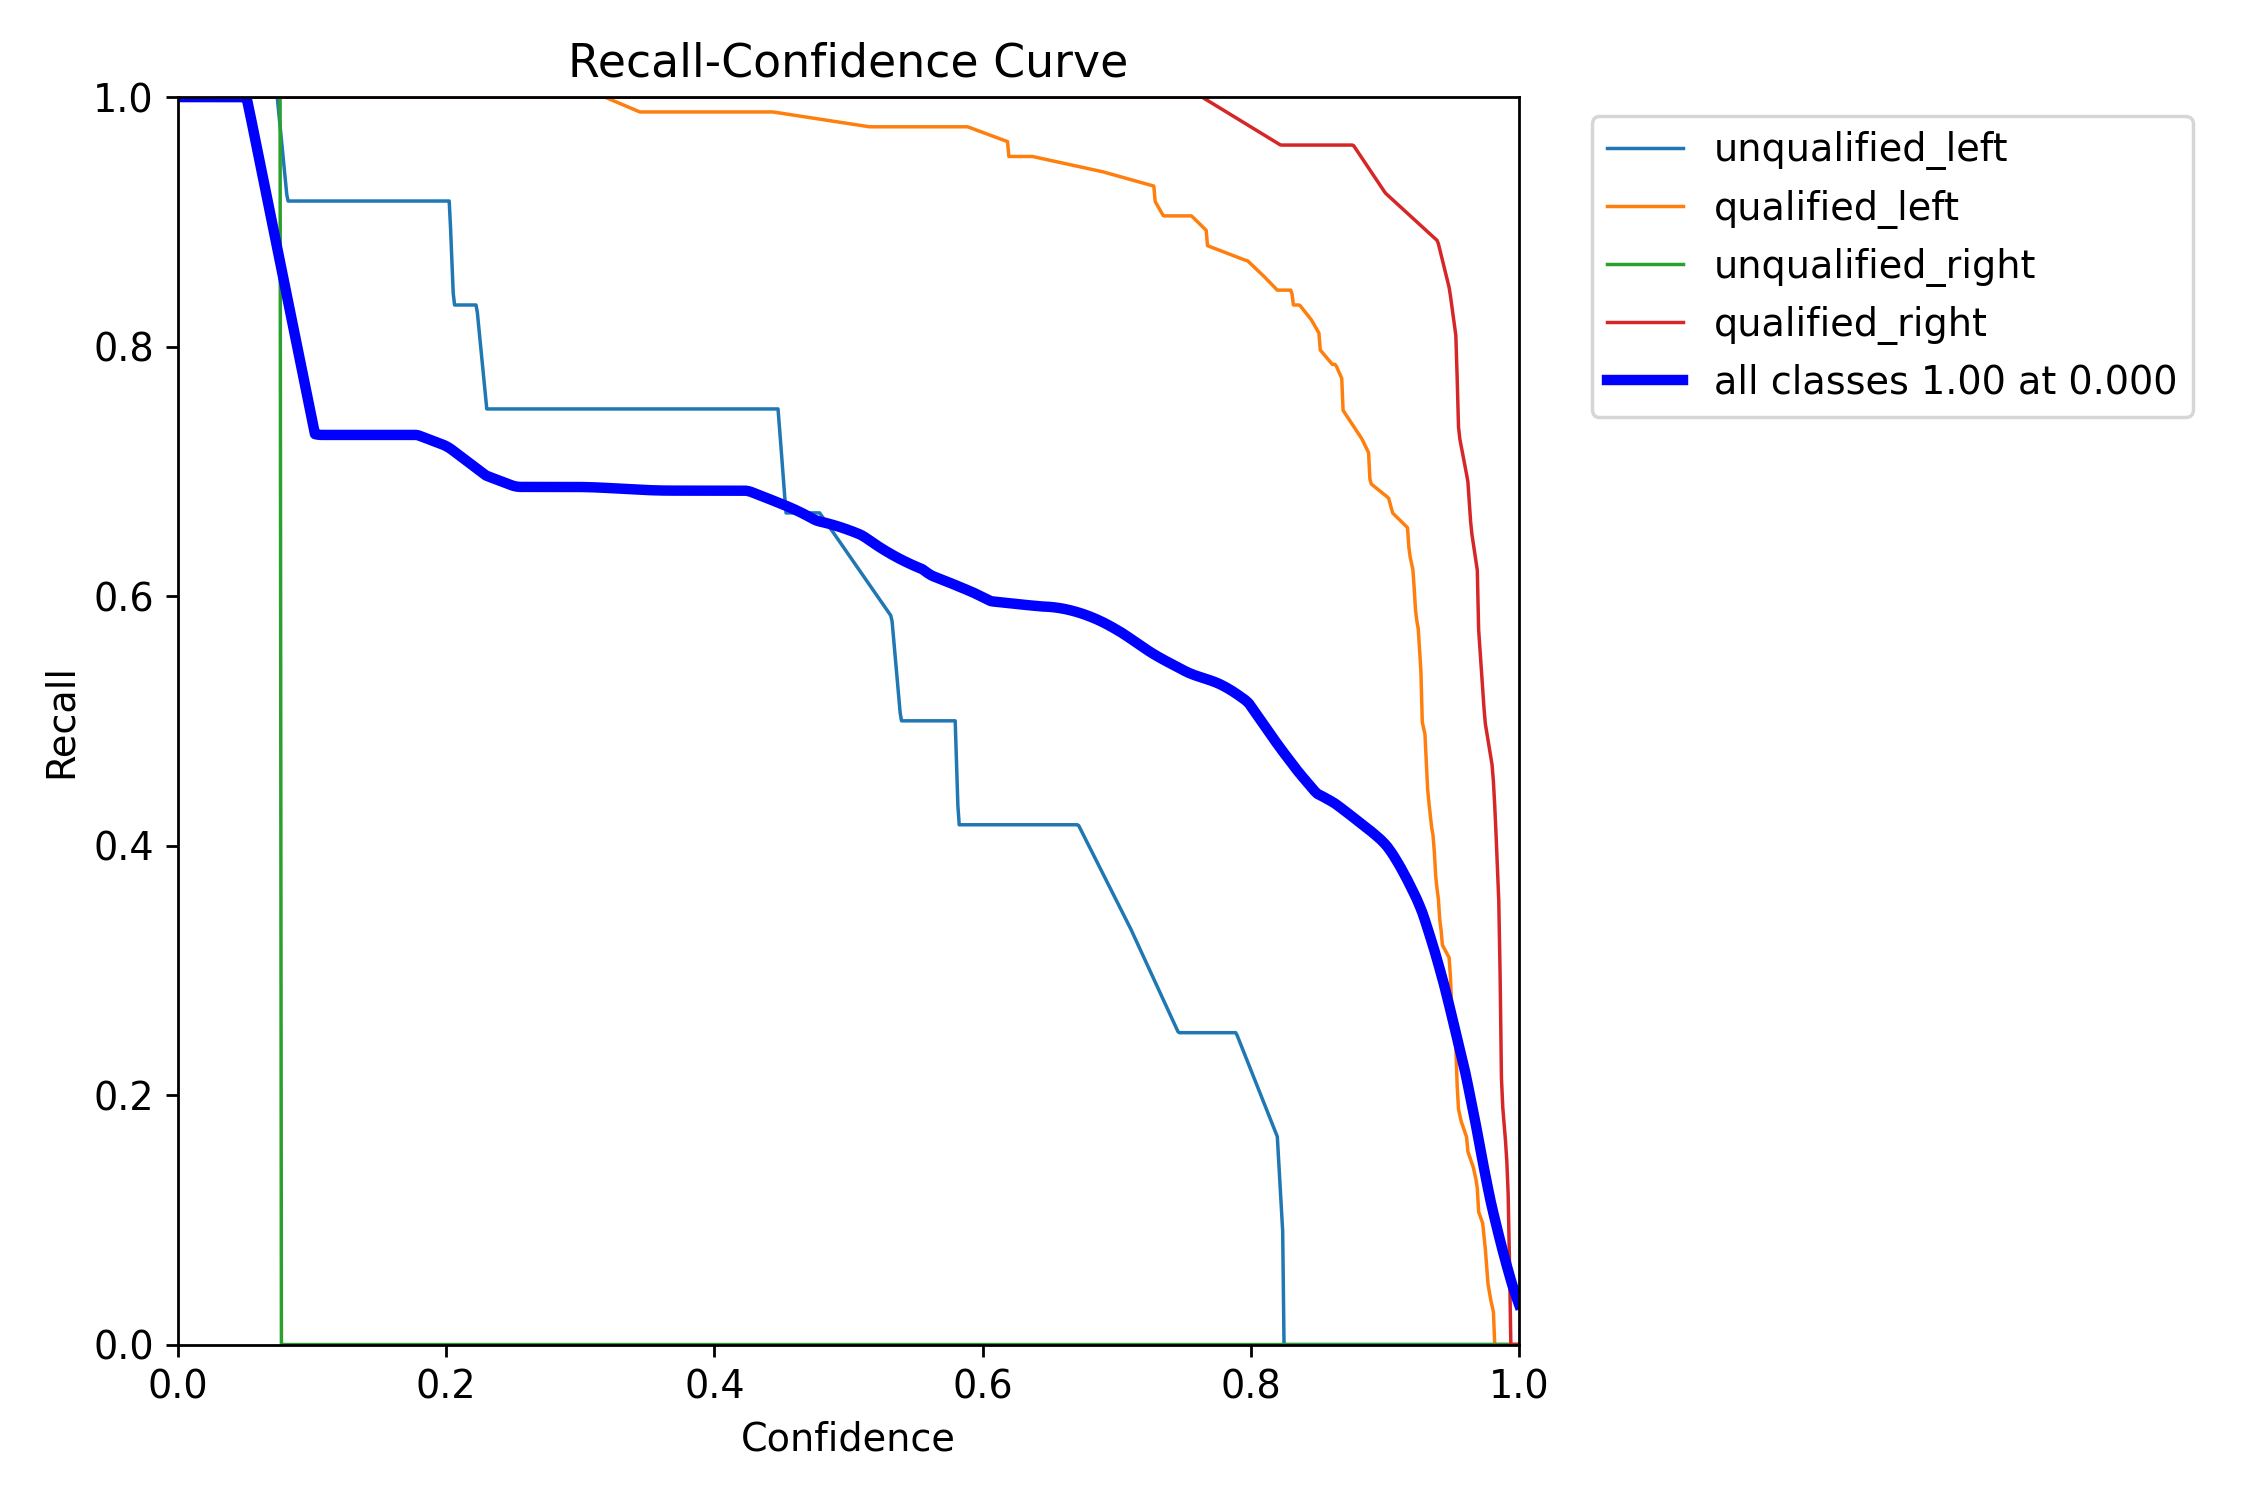 Recall-Confidence Curve
1.0
0.8
0.6
0.4
0.2
0.0
Recall
0.0 0.2 0.4 0.6 0.8 1.0
Confidence
unqualified_left
qualified_left
unqualified_right
qualified_right
all classes 1.00 at 0.000